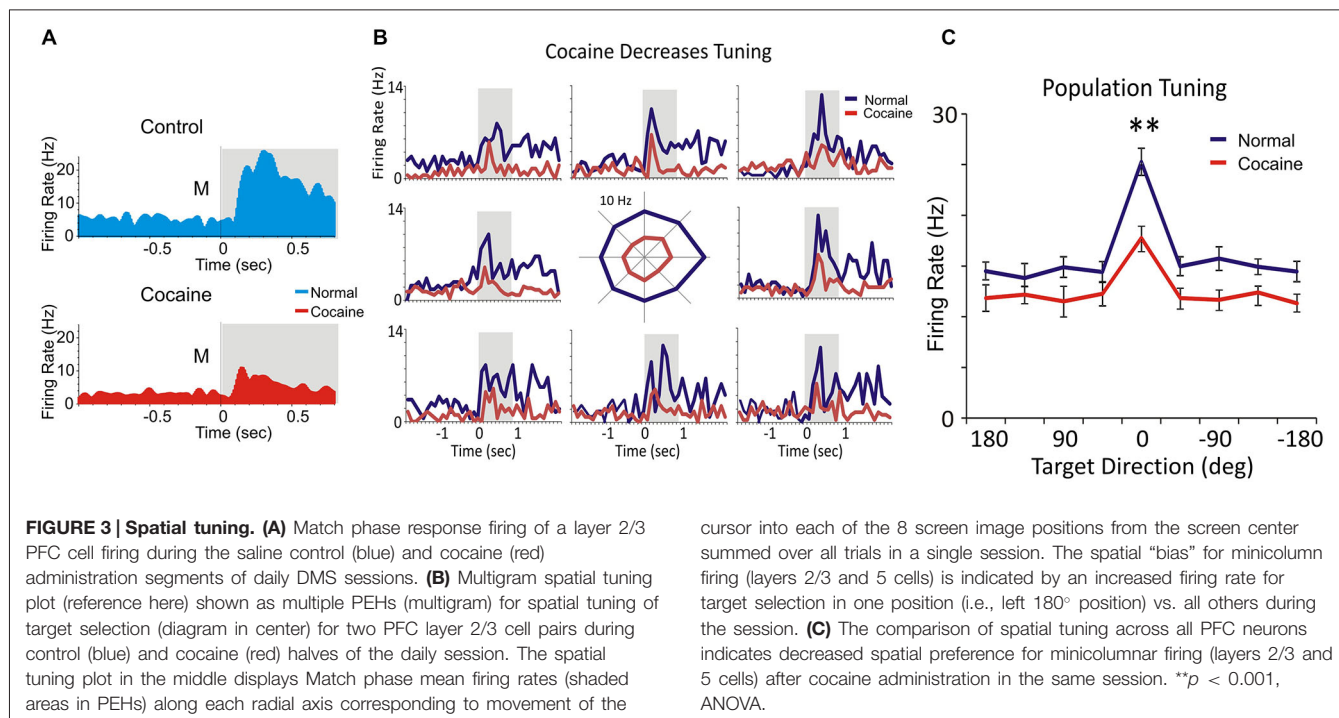 A
Control
Firing Rate (Hz)
20
10
0
M
-0.5
0
0.5
Time (sec)
Cocaine
Normal
Cocaine
Firing Rate (Hz)
20
10
0
M
-0.5
0
0.5
Time (sec)
B
Cocaine Decreases Tuning
Firing Rate (Hz)
14
0
Normal
Cocaine
14
0
10 Hz
14
0
-1 0 1
Time (sec)
-1 0 1
Time (sec)
-1 0 1
Time (sec)
C
Population Tuning
**
Normal
Cocaine
Firing Rate (Hz)
30
0
180 90 0 -90 -180
Target Direction (deg)
FIGURE 3 | Spatial tuning. (A) Match phase response firing of a layer 2/3
PFC cell firing during the saline control (blue) and cocaine (red)
administration segments of daily DMS sessions. (B) Multigram spatial tuning
plot (reference here) shown as multiple PEHs (multigram) for spatial tuning of
target selection (diagram in center) for two PFC layer 2/3 cell pairs during
control (blue) and cocaine (red) halves of the daily session. The spatial
tuning plot in the middle displays Match phase mean firing rates (shaded
areas in PEHs) along each radial axis corresponding to movement of the
cursor into each of the 8 screen image positions from the screen center
summed over all trials in a single session. The spatial “bias” for minicolumn
firing (layers 2/3 and 5 cells) is indicated by an increased firing rate for
target selection in one position (i.e., left 180° position) vs. all others during
the session. (C) The comparison of spatial tuning across all PFC neurons
indicates decreased spatial preference for minicolumnar firing (layers 2/3 and
5 cells) after cocaine administration in the same session. **p < 0.001,
ANOVA.